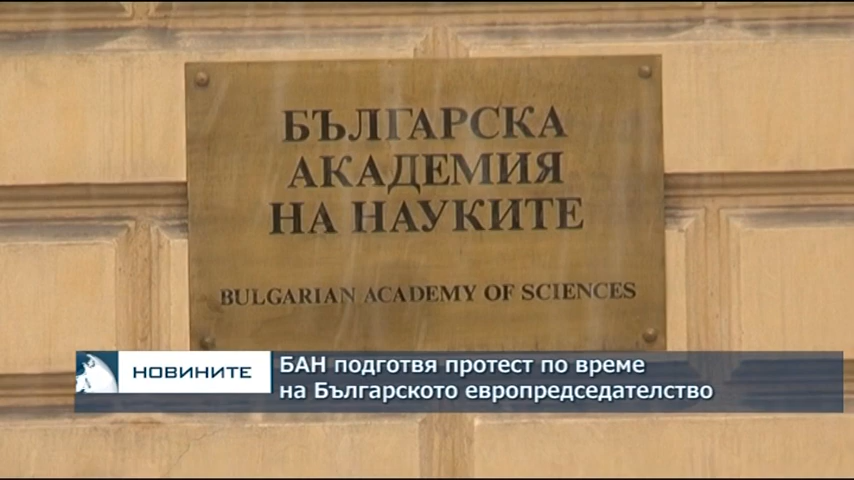 БЪЛГАРСКА
АКАДЕМИЯ
НА НАУКИТЕ
BULGARIAN ACADEMY OF SCIENCES
НОВИНИТЕ
БАН подготвя протест по време
на Българското европредседателство